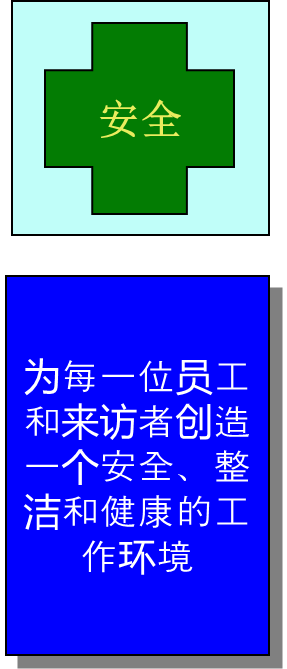 安全
为每一位员工
和来访者创造
一个安全、整
洁和健康的工
作环境